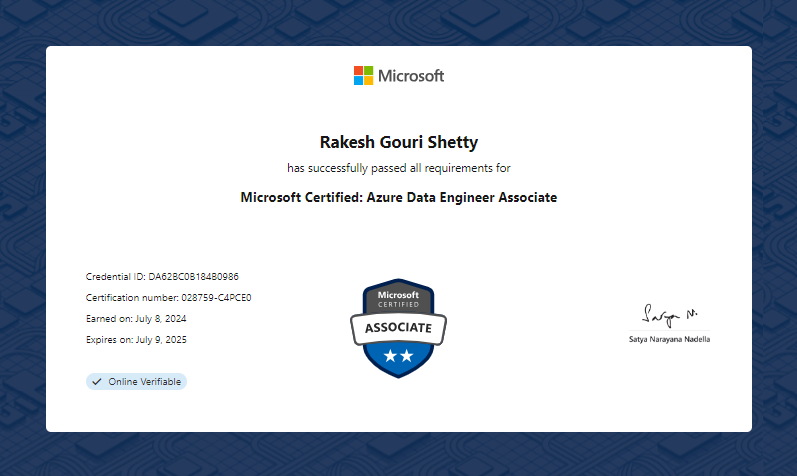 Microsoft
Rakesh Gouri Shetty
has successfully passed all requirements for
Microsoft Certified: Azure Data Engineer Associate
Credential ID: DA62BC0B184B0986
Certification number: 028759-C4PCE0
Earned on: July 8, 2024
Expires on: July 9, 2025
Online Verifiable
Microsoft
CERTIFIED
ASSOCIATE
Satya N.
Satya Narayana Nadella